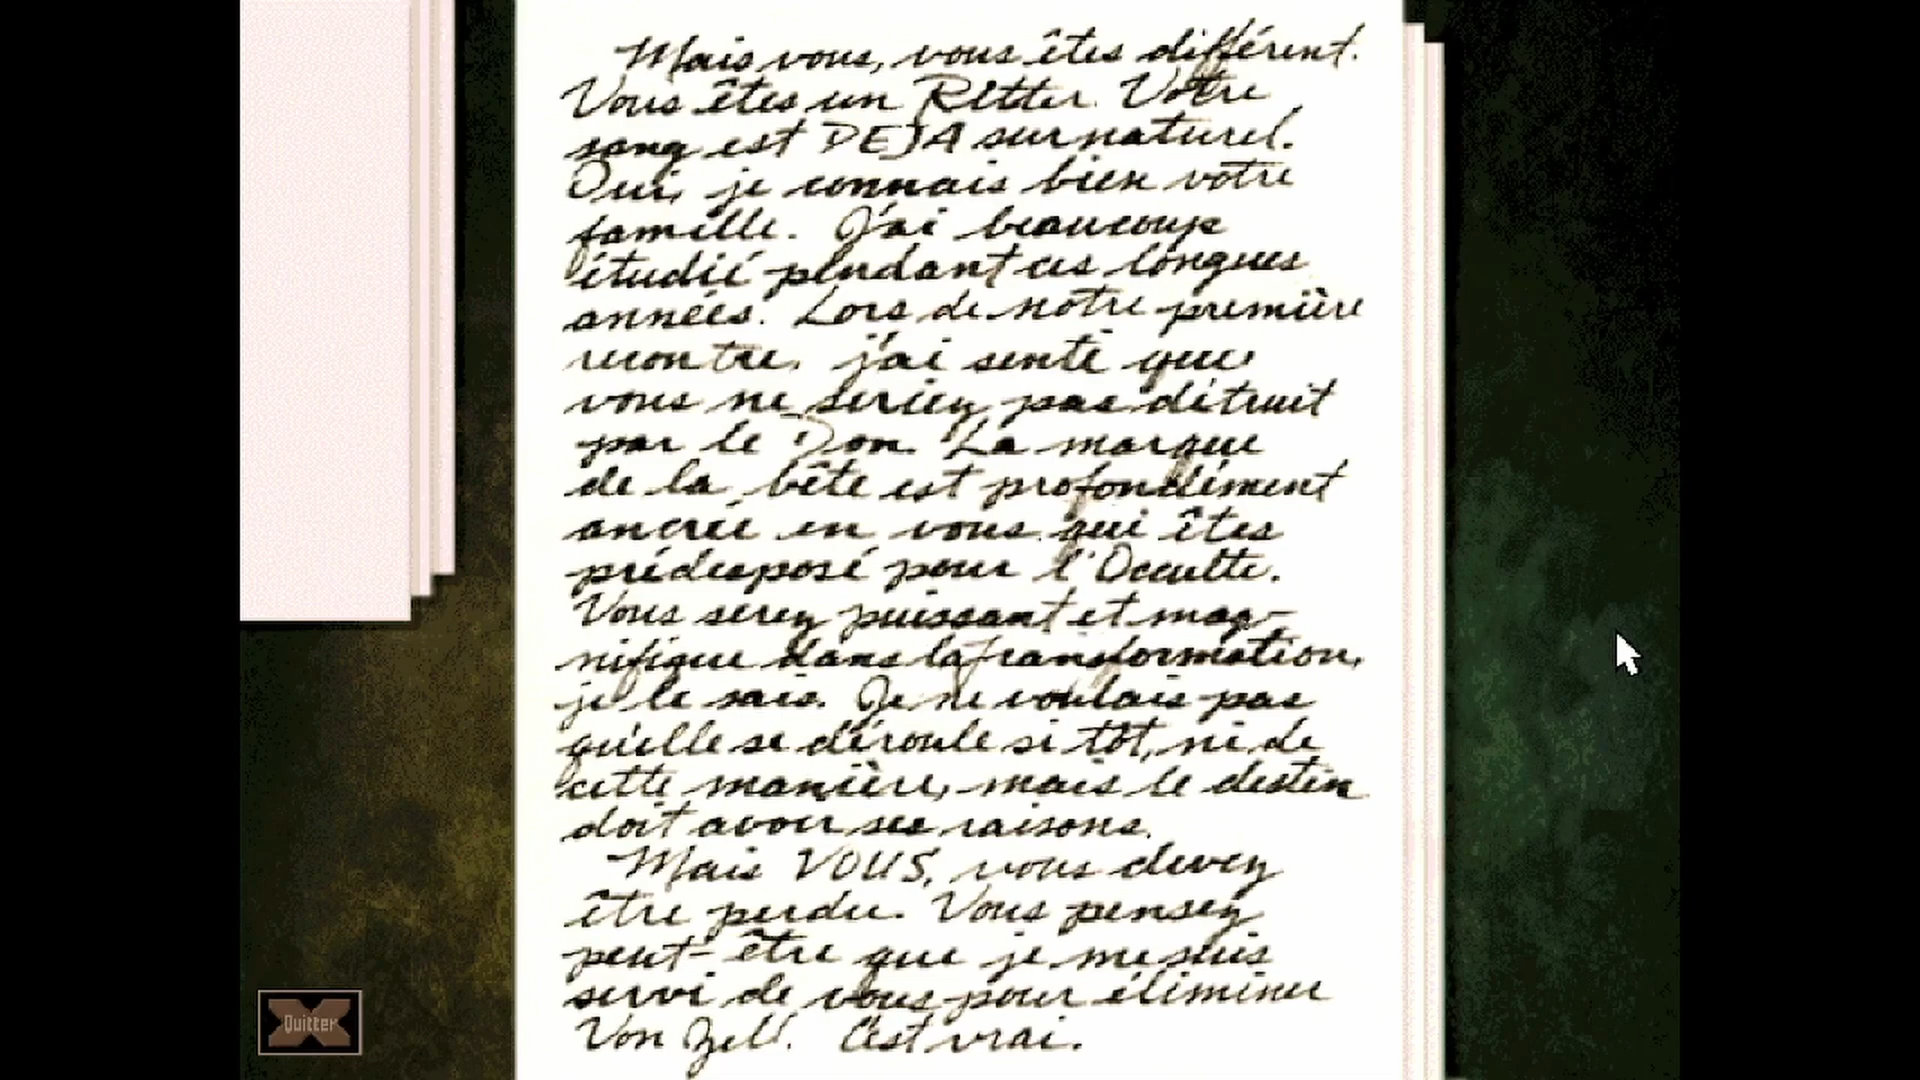 Mais vous, vous êtes différent.
Vous êtes un Ritter. Votre
sang est DEJA surnaturel.
Oui, je connais bien votre
famille. J'ai beaucoup
étudié pendant ces longues
années. Lors de notre première
recontre, j'ai senti que
vous ne seriez pas détruit
par le Don. La marque
de la bête est profondément
ancrée en vous qui êtes
prédisposé pour l'Occulte.
Vous serez puissant et mag-
nifique dans la transformation,
je le sais. Je ne voulais pas
qu'elle se déroule si tôt, ni de
cette manière, mais le destin
doit avoir ses raisons.
Mais VOUS, vous devez
être perdu. Vous pensez
peut-être que je me suis
servi de vous pour éliminer
Von Zell. C'est vrai.
Quitter